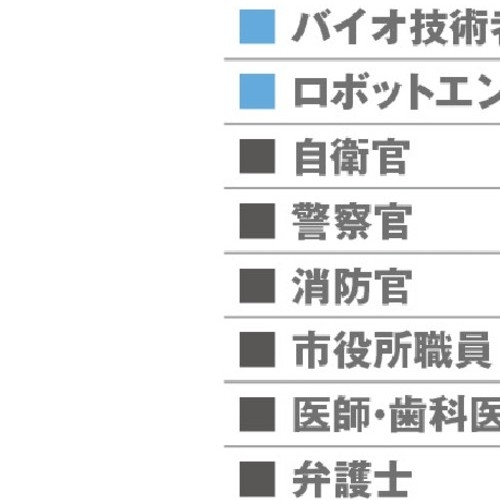 バイオ技術
ロボットエン
自衛官
警察官
消防官
市役所職員
医師・歯科医
弁護士